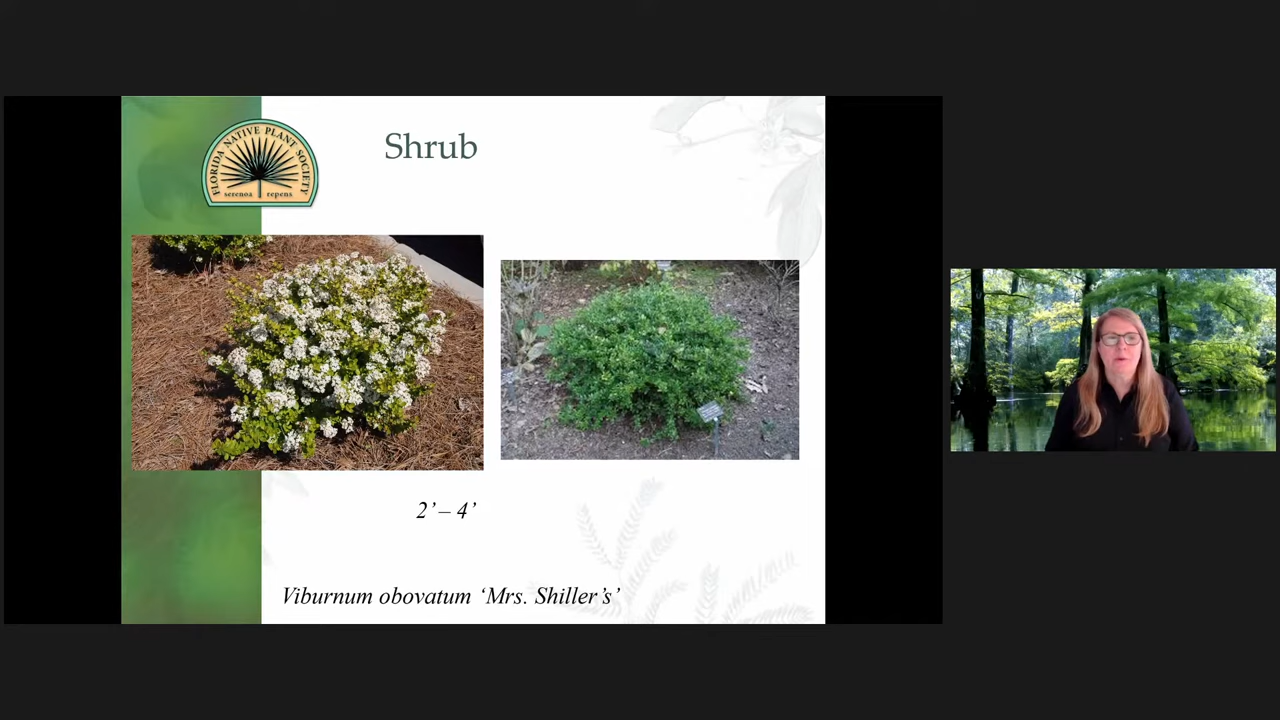 FLORIDA NATIVE PLANT SOCIETY
serenoa repens
Shrub
2’ – 4’
Viburnum obovatum ‘Mrs. Shiller’s’